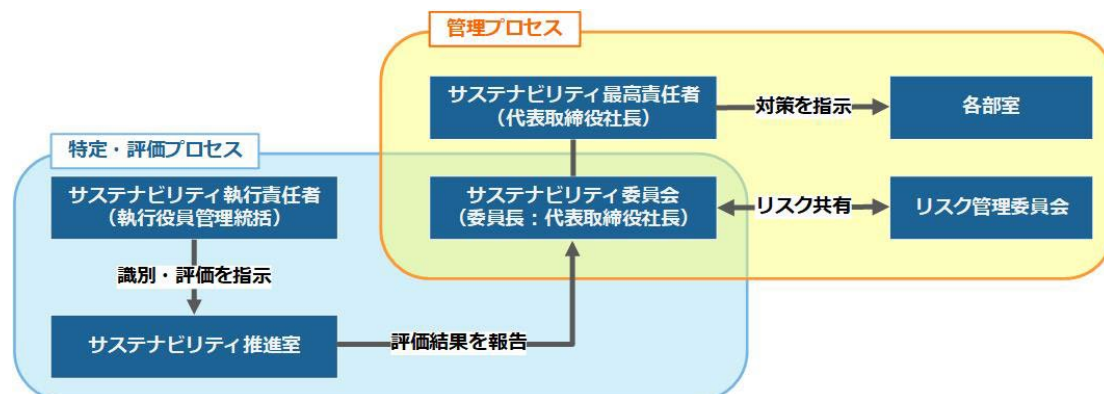 管理プロセス
サステナビリティ最高責任者
（代表取締役社長）
対策を指示
各部室
特定・評価プロセス
サステナビリティ執行責任者
（執行役員管理統括）
サステナビリティ委員会
（委員長：代表取締役社長）
リスク共有
リスク管理委員会
識別・評価を指示
サステナビリティ推進室
評価結果を報告